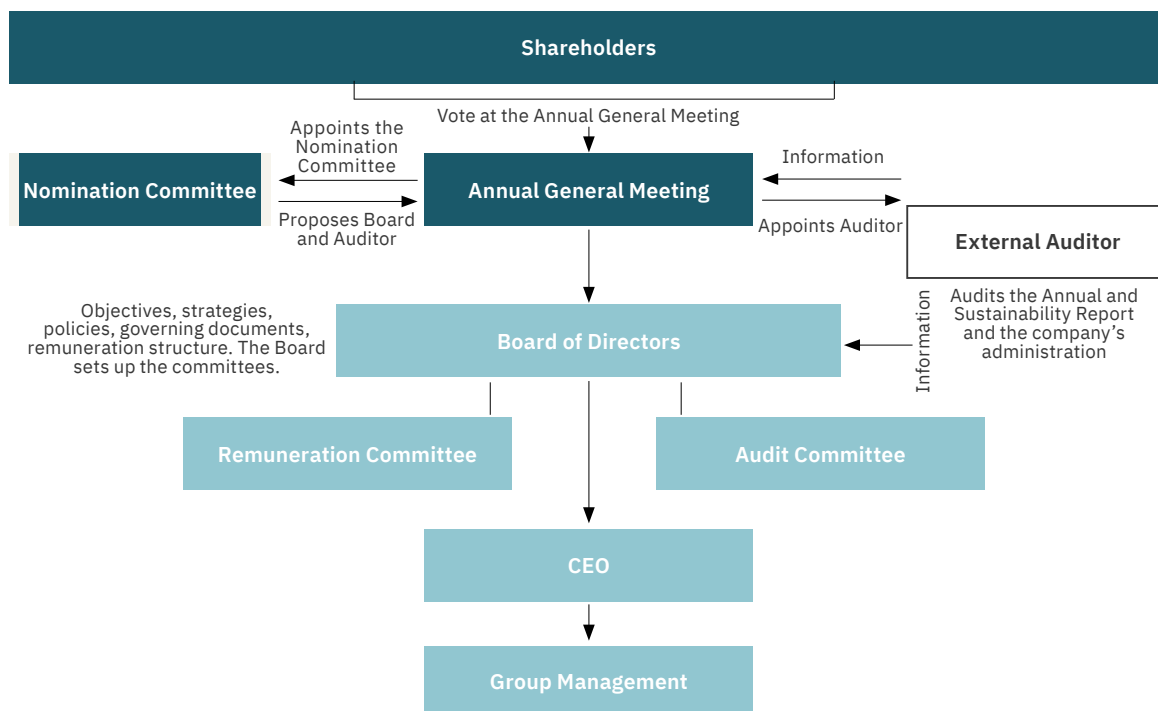 Shareholders
Vote at the Annual General Meeting
Appoints the
Nomination
Committee
Information
Nomination Committee
Annual General Meeting
Proposes Board
and Auditor
Appoints Auditor
External Auditor
Objectives, strategies,
policies, governing documents,
remuneration structure. The Board
sets up the committees.
Board of Directors
Information
Audits the Annual and
Sustainability Report
and the company’s
administration
Remuneration Committee
Audit Committee
CEO
Group Management